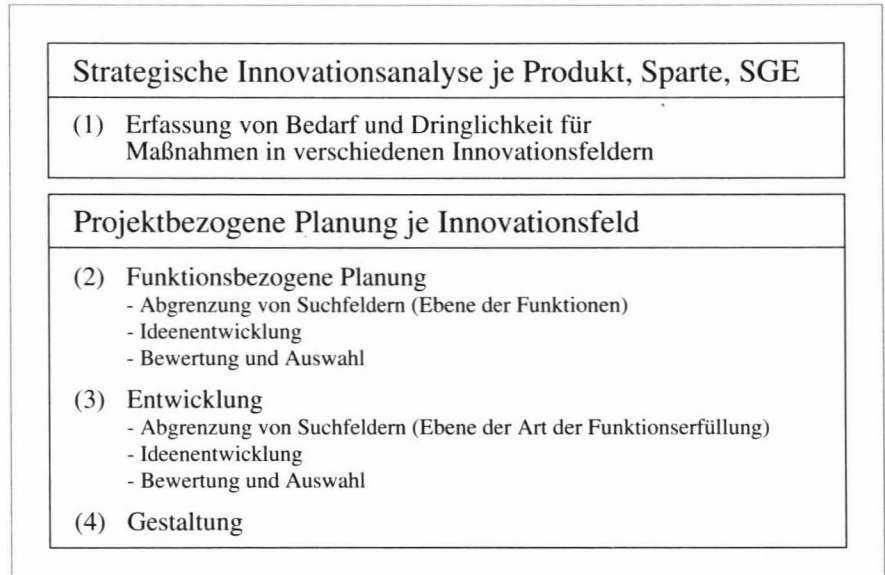 Strategische Innovationsanalyse je Produkt, Sparte, SGE
(1) Erfassung von Bedarf und Dringlichkeit für
Maßnahmen in verschiedenen Innovationsfeldern
Projektbezogene Planung je Innovationsfeld
(2) Funktionsbezogene Planung
- Abgrenzung von Suchfeldern (Ebene der Funktionen)
- Ideenentwicklung
- Bewertung und Auswahl
(3) Entwicklung
- Abgrenzung von Suchfeldern (Ebene der Art der Funktionserfüllung)
- Ideenentwicklung
- Bewertung und Auswahl
(4) Gestaltung